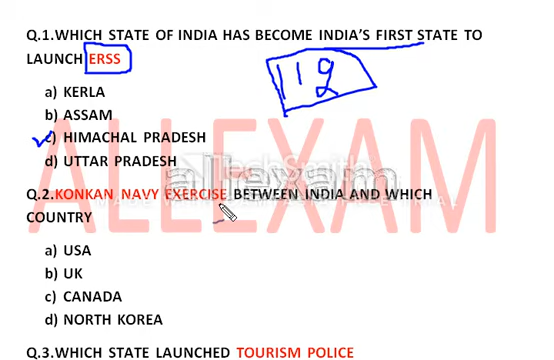 Q.1.WHICH STATE OF INDIA HAS BECOME INDIA'S FIRST STATE TO
LAUNCH ERSS
112
a) KERLA
b) ASSAM
c) HIMACHAL PRADESH
d) UTTAR PRADESH
ALLEXAM
alltexam
Q.2.KONKAN NAVY EXERCISE BETWEEN INDIA AND WHICH
COUNTRY
a) USA
b) UK
c) CANADA
d) NORTH KOREA
Q.3.WHICH STATE LAUNCHED TOURISM POLICE